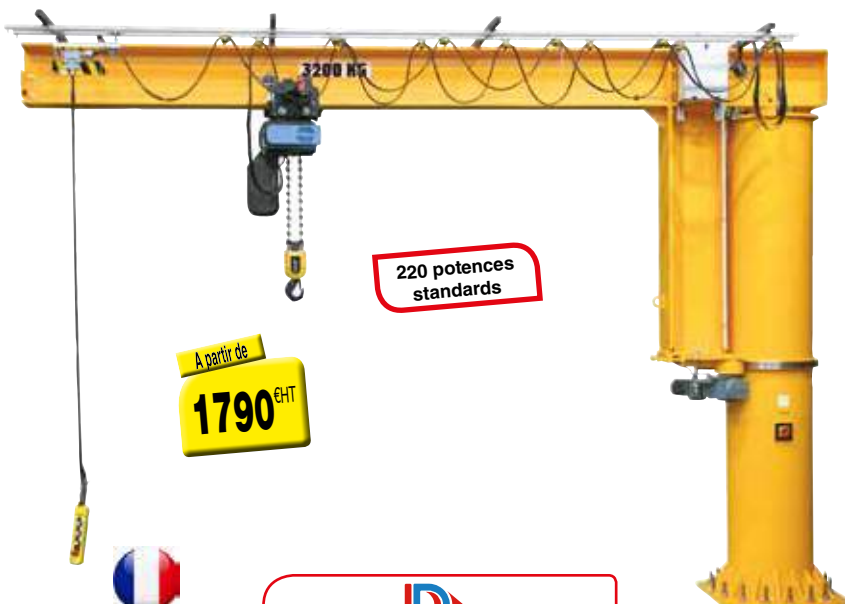 3200 KG
220 potences
standards
A partir de
1790 €HT